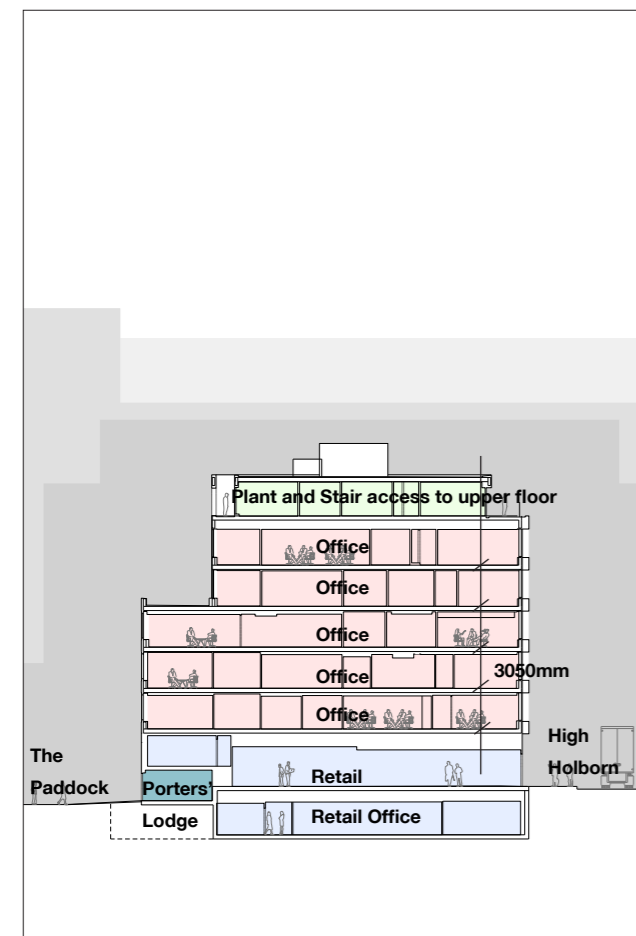 Plant and Stair access to upper floor
Office
Office
Office
Office
3050mm
Office
The
Paddock
High
Holborn
Retail
Porters'
Lodge
Retail Office